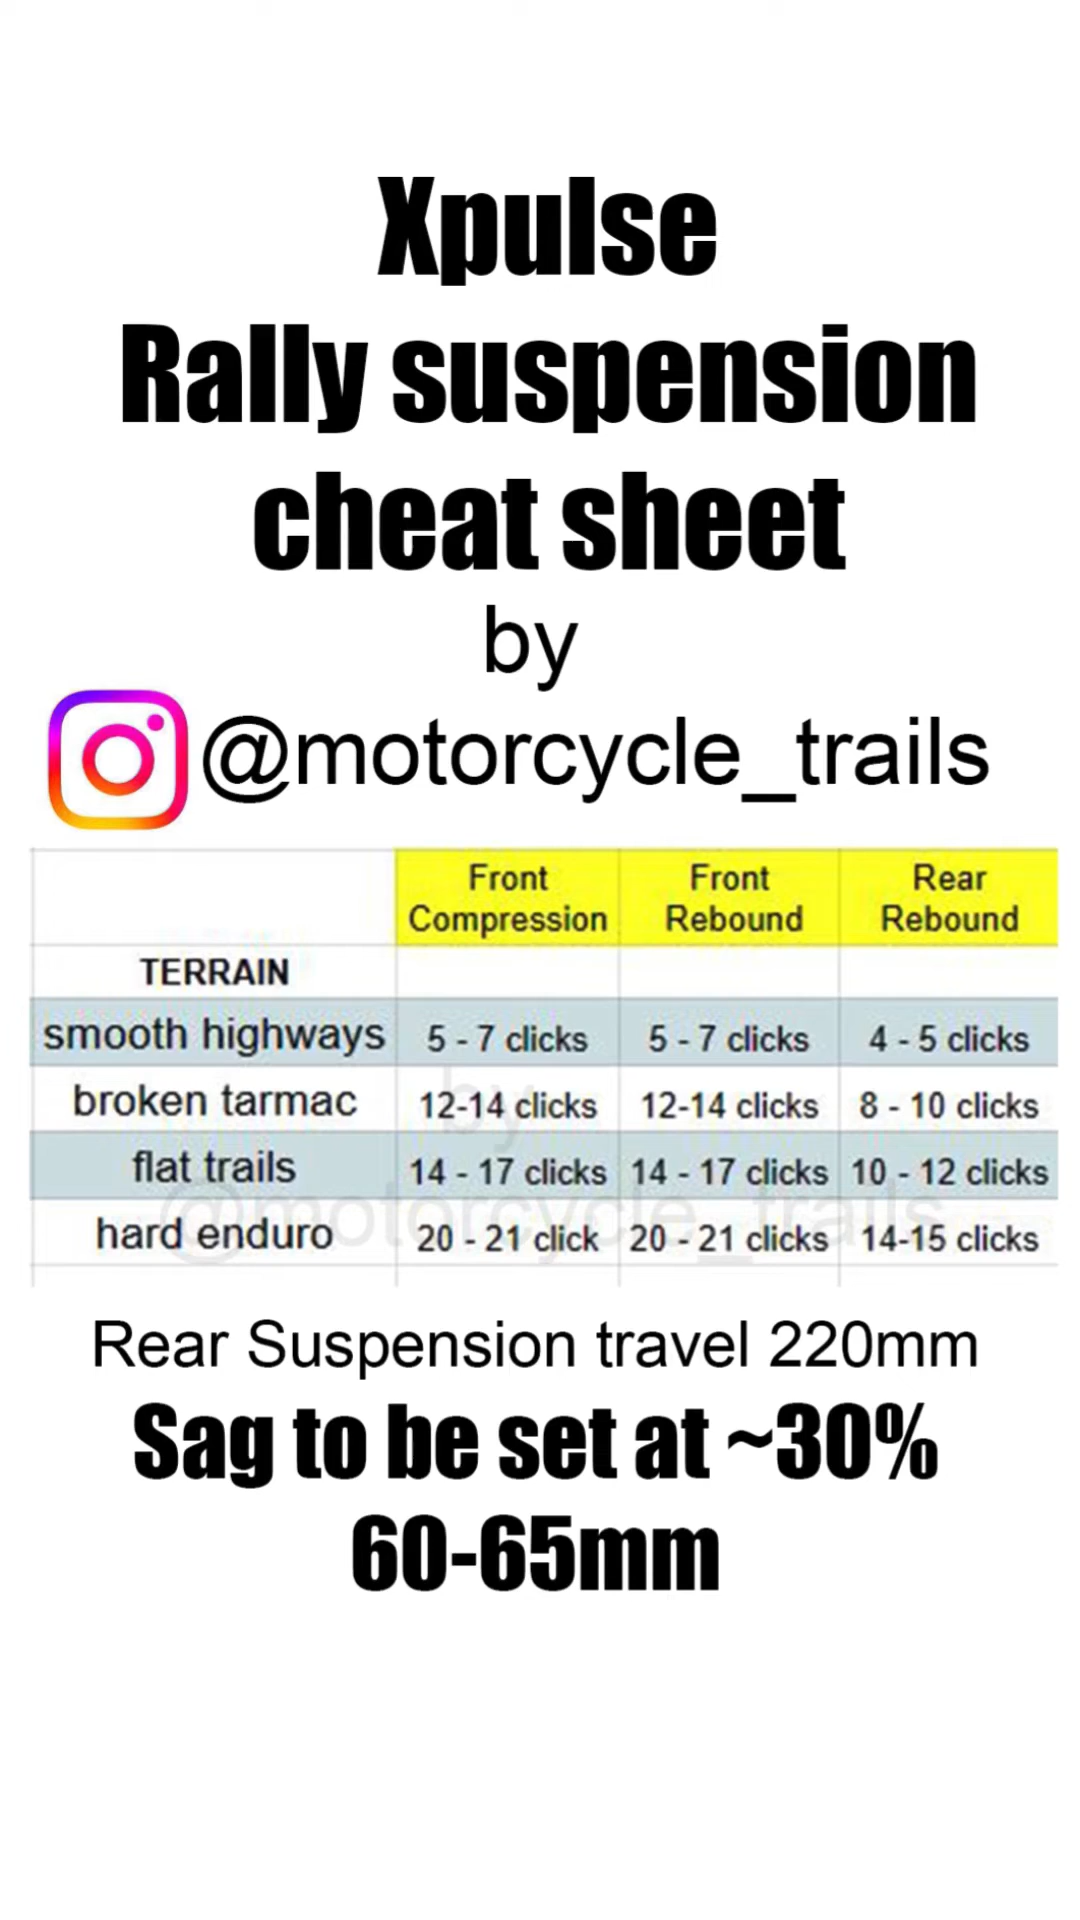 Xpulse
Rally suspension
cheat sheet
by
@motorcycle_trails
Front Compression Front Rebound Rear Rebound
TERRAIN
smooth highways 5 - 7 clicks 5 - 7 clicks 4 - 5 clicks
broken tarmac 12-14 clicks 12-14 clicks 8 - 10 clicks
flat trails 14 - 17 clicks 14 - 17 clicks 10 - 12 clicks
hard enduro 20 - 21 click 20 - 21 clicks 14-15 clicks
by
@motorcycle_trails
Rear Suspension travel 220mm
Sag to be set at ~30%
60-65mm